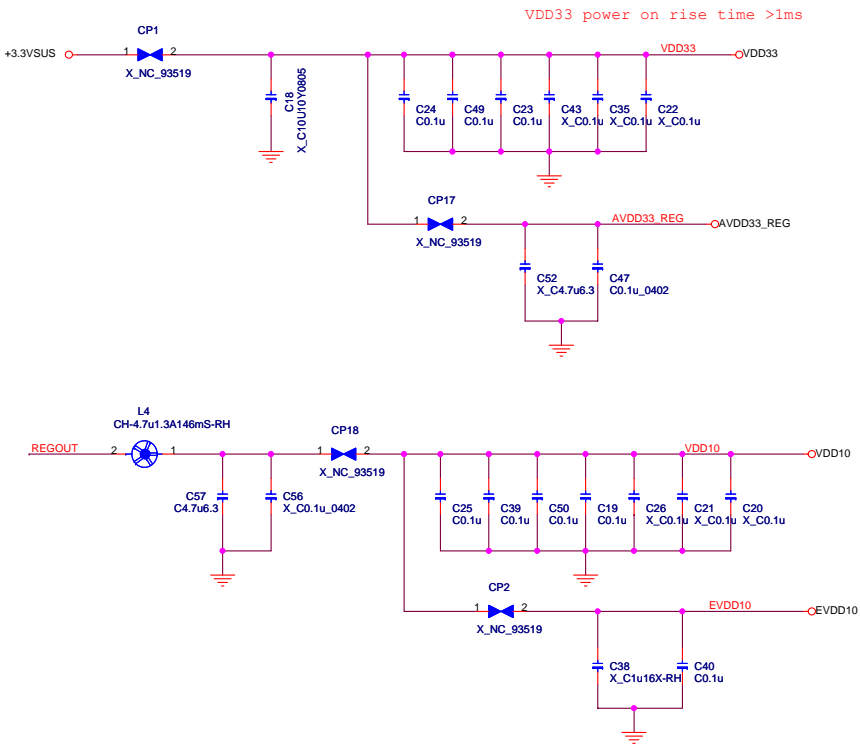 VDD33 power on rise time >1ms
CP1
+3.3VSUS
1
2
VDD33
VDD33
X_NC_93519
C18
X_C10U10Y0805
C24
C0.1u
C49
C0.1u
C23
C0.1u
C43
X_C0.1u
C35
X_C0.1u
C22
X_C0.1u
CP17
1
2
AVDD33_REG
AVDD33_REG
X_NC_93519
C52
X_C4.7u6.3
C47
C0.1u_0402
L4
CH-4.7u1.3A146mS-RH
CP18
REGOUT
2
1
1
2
VDD10
VDD10
X_NC_93519
C57
C4.7u6.3
C56
X_C0.1u_0402
C25
C0.1u
C39
C0.1u
C50
C0.1u
C19
C0.1u
C26
X_C0.1u
C21
X_C0.1u
C20
X_C0.1u
CP2
1
2
EVDD10
EVDD10
X_NC_93519
C38
X_C1u16X-RH
C40
C0.1u